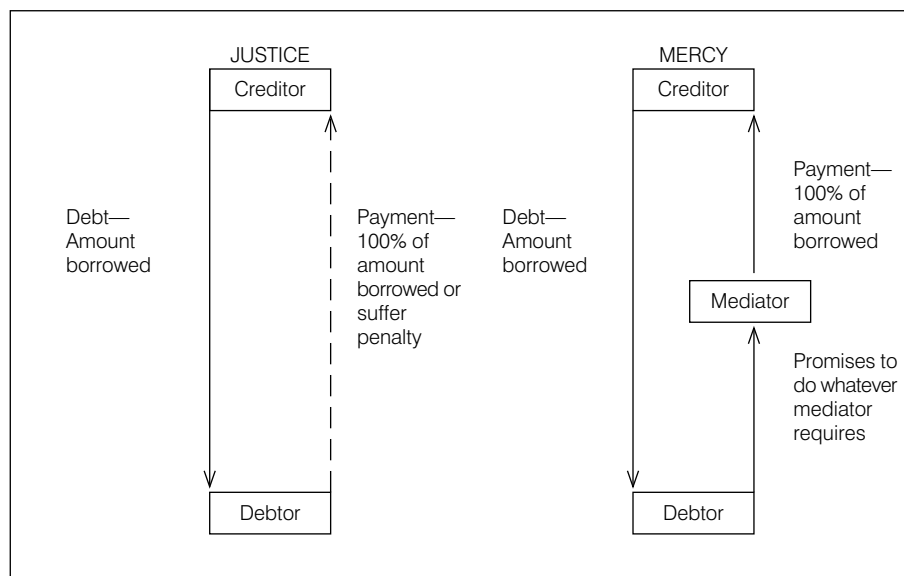 JUSTICE
Creditor
Debt—
Amount
borrowed
Payment—
100% of
amount
borrowed or
suffer
penalty
Debtor
MERCY
Creditor
Debt—
Amount
borrowed
Payment—
100% of
amount
borrowed
Mediator
Promises to
do whatever
mediator
requires
Debtor